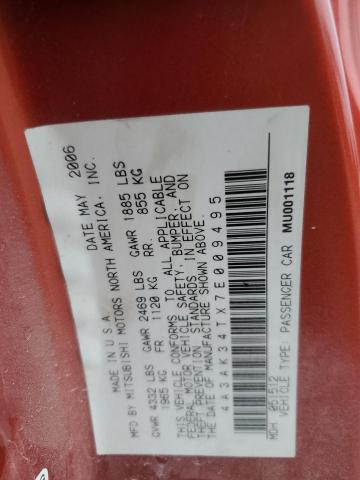 MADE IN U S A DATE MAY 2006
BY MITSUBISHI MOTORS NORTH AMERICA, INC.
GVWR 4332 LBS GAWR 2469 LBS GAWR 1885 LBS
1965 KG FR 1120 KG RR. 855 KG
THIS VEHICLE CONFORMS TO ALL APPLICABLE
FEDERAL MOTOR VEHICLE SAFETY, BUMPER, AND
THEFT PREVENTION STANDARDS IN EFFECT ON
THE DATE OF MANUFACTURE SHOWN ABOVE.
4A3AK34TX7E009495
MDH 051512
VEHICLE TYPE: PASSENGER CAR MU001118